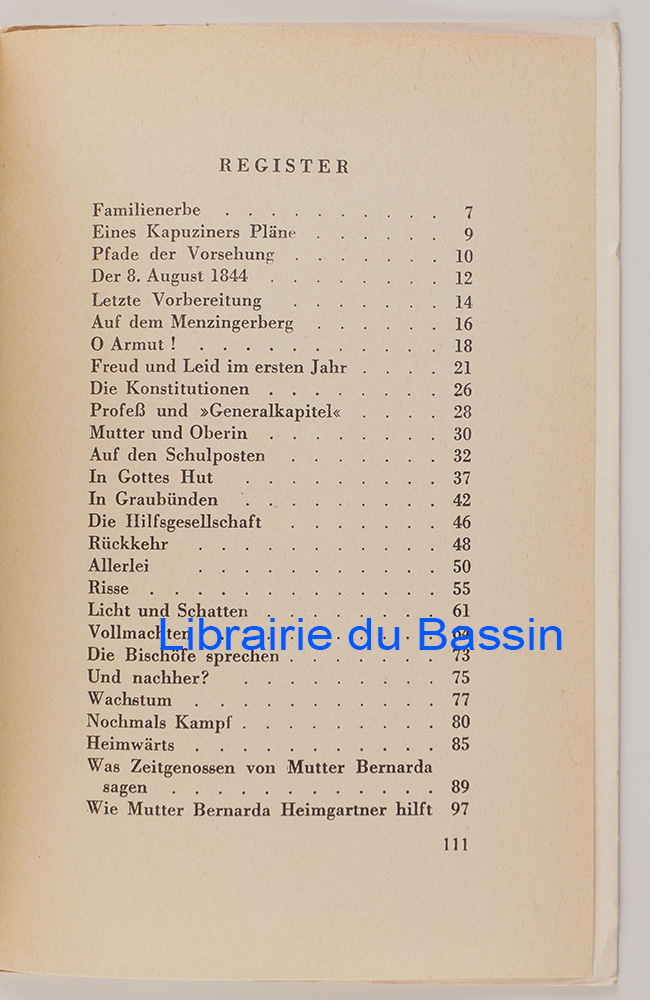 REGISTER
Familienerbe . . . . . . . . . . 7
Eines Kapuziners Pläne . . . . . . 9
Pfade der Vorsehung . . . . . . . 10
Der 8. August 1844 . . . . . . . . 12
Letzte Vorbereitung . . . . . . . 14
Auf dem Menzingerberg . . . . . . 16
O Armut ! . . . . . . . . . . . 18
Freud und Leid im ersten Jahr . . . . 21
Die Konstitutionen . . . . . . . . 26
Profeß und »Generalkapitel« . . . . 28
Mutter und Oberin . . . . . . . . 30
Auf den Schulposten . . . . . . . 32
In Gottes Hut . . . . . . . . . 37
In Graubünden . . . . . . . . . 42
Die Hilfsgesellschaft . . . . . . . 46
Rückkehr . . . . . . . . . . . 48
Allerlei . . . . . . . . . . . 50
Risse . . . . . . . . . . . . . 55
Licht und Schatten . . . . . . . . 61
Vollmachten . . . . . . . . . . 64
Librairie du Bassin
Die Bischöfe sprechen . . . . . . . 73
Und nachher? . . . . . . . . . 75
Wachstum . . . . . . . . . . . 77
Nochmals Kampf . . . . . . . . . 80
Heimwärts . . . . . . . . . . . 85
Was Zeitgenossen von Mutter Bernarda
sagen . . . . . . . . . . . . 89
Wie Mutter Bernarda Heimgartner hilft 97
111